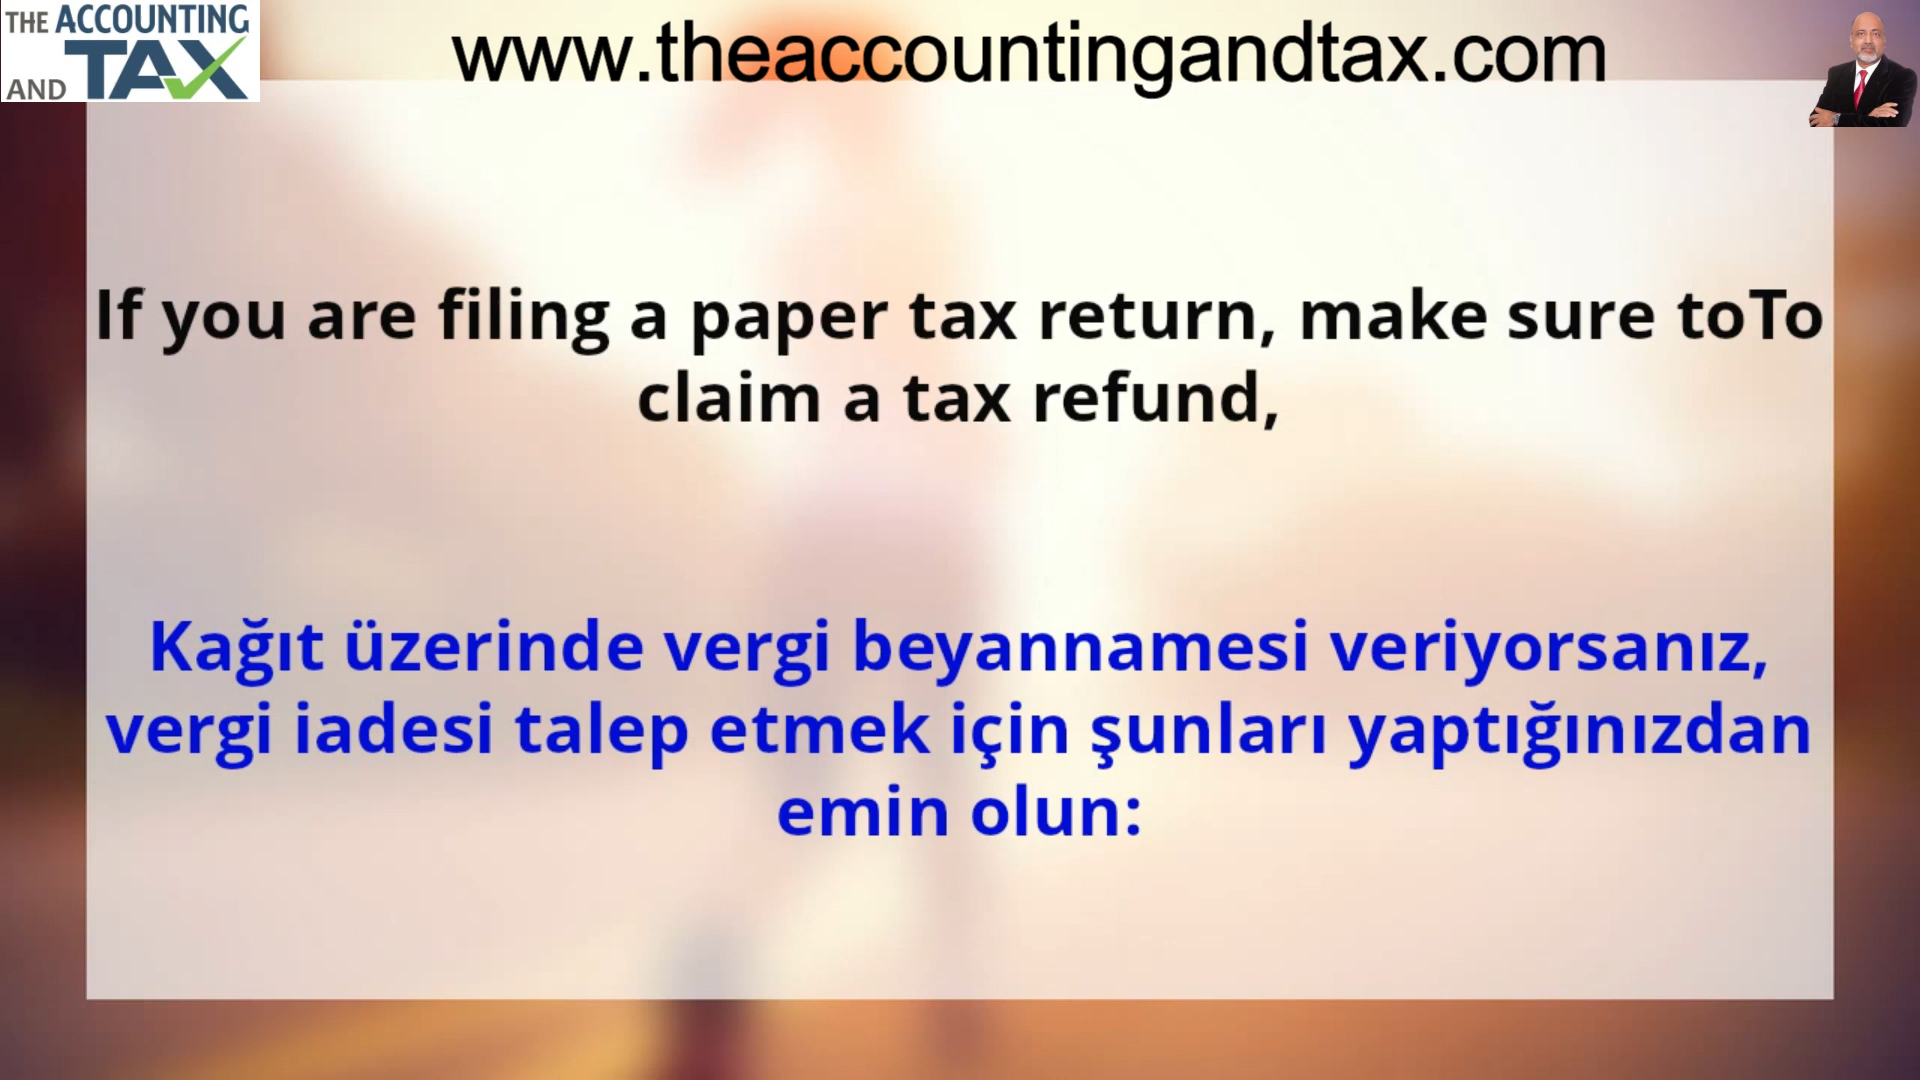 THE ACCOUNTING
AND TAX
www.theaccountingandtax.com
If you are filing a paper tax return, make sure toTo
claim a tax refund,
Kağıt üzerinde vergi beyannamesi veriyorsanız,
vergi iadesi talep etmek için şunları yaptığınızdan
emin olun: